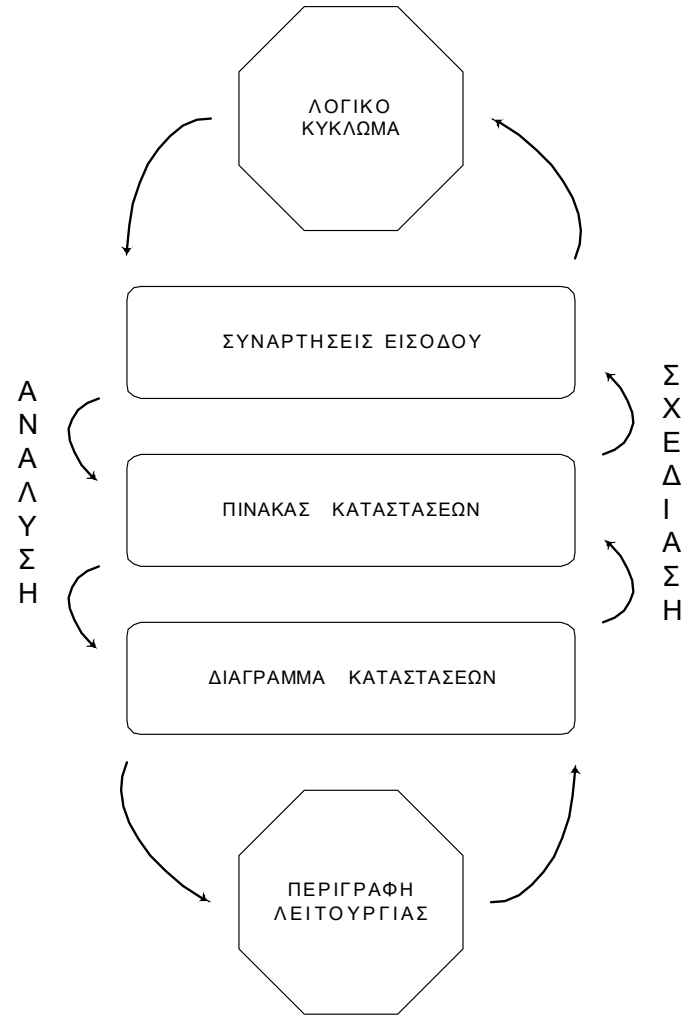 ΛΟΓΙΚΟ
ΚΥΚΛΩΜΑ
ΣΥΝΑΡΤΗΣΕΙΣ ΕΙΣΟΔΟΥ
ΑΝΑΛΥΣΗ
ΣΧΕΔΙΑΣΗ
ΠΙΝΑΚΑΣ ΚΑΤΑΣΤΑΣΕΩΝ
ΔΙΑΓΡΑΜΜΑ ΚΑΤΑΣΤΑΣΕΩΝ
ΠΕΡΙΓΡΑΦΗ
ΛΕΙΤΟΥΡΓΙΑΣ